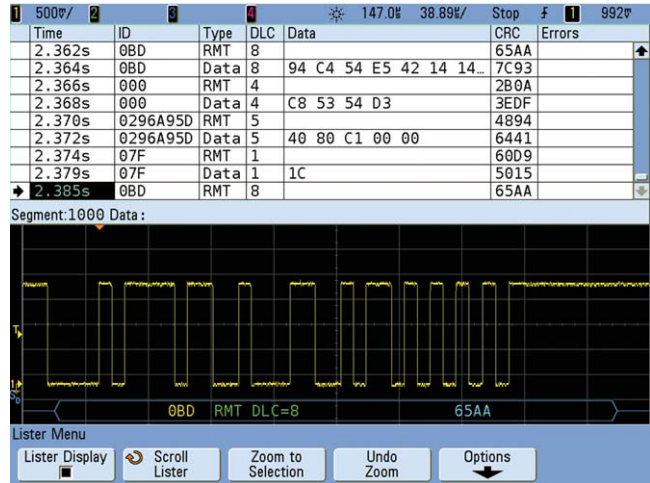 1 500▽/ 2 3 4 147.0% 38.89%/ Stop £ 1 992▽
Time ID Type DLC Data CRC Errors
2.362s 0BD RMT 8 65AA
2.364s 0BD Data 8 94 C4 54 E5 42 14 14… 7C93
2.366s 000 RMT 4 2B0A
2.368s 000 Data 4 C8 53 54 D3 3EDF
2.370s 0296A95D RMT 5 4894
2.372s 0296A95D Data 5 40 80 C1 00 00 6441
2.374s 07F RMT 1 60D9
2.379s 07F Data 1 1C 5015
2.385s 0BD RMT 8 65AA
Segment:1000 Data:
T
1
S D
0BD RMT DLC=8 65AA
Lister Menu
Lister Display Scroll Lister Zoom to Selection Undo Zoom Options